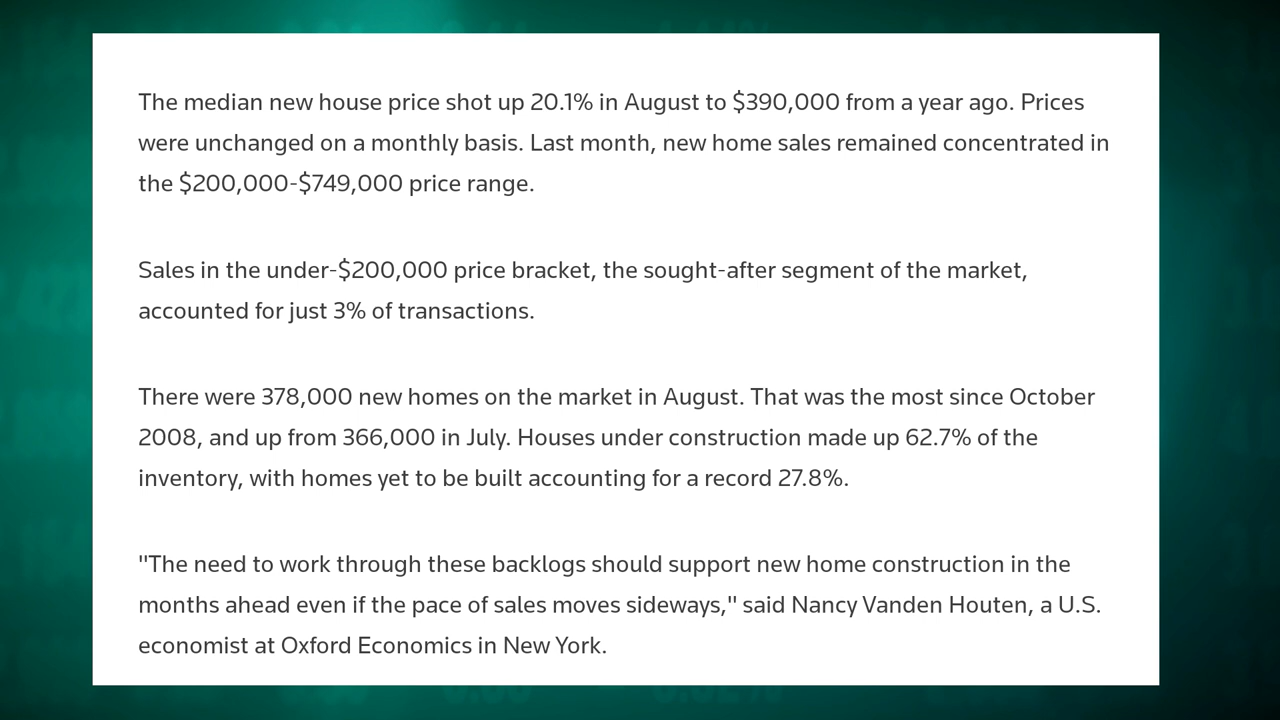 The median new house price shot up 20.1% in August to $390,000 from a year ago. Prices
were unchanged on a monthly basis. Last month, new home sales remained concentrated in
the $200,000-$749,000 price range.
Sales in the under-$200,000 price bracket, the sought-after segment of the market,
accounted for just 3% of transactions.
There were 378,000 new homes on the market in August. That was the most since October
2008, and up from 366,000 in July. Houses under construction made up 62.7% of the
inventory, with homes yet to be built accounting for a record 27.8%.
"The need to work through these backlogs should support new home construction in the
months ahead even if the pace of sales moves sideways," said Nancy Vanden Houten, a U.S.
economist at Oxford Economics in New York.